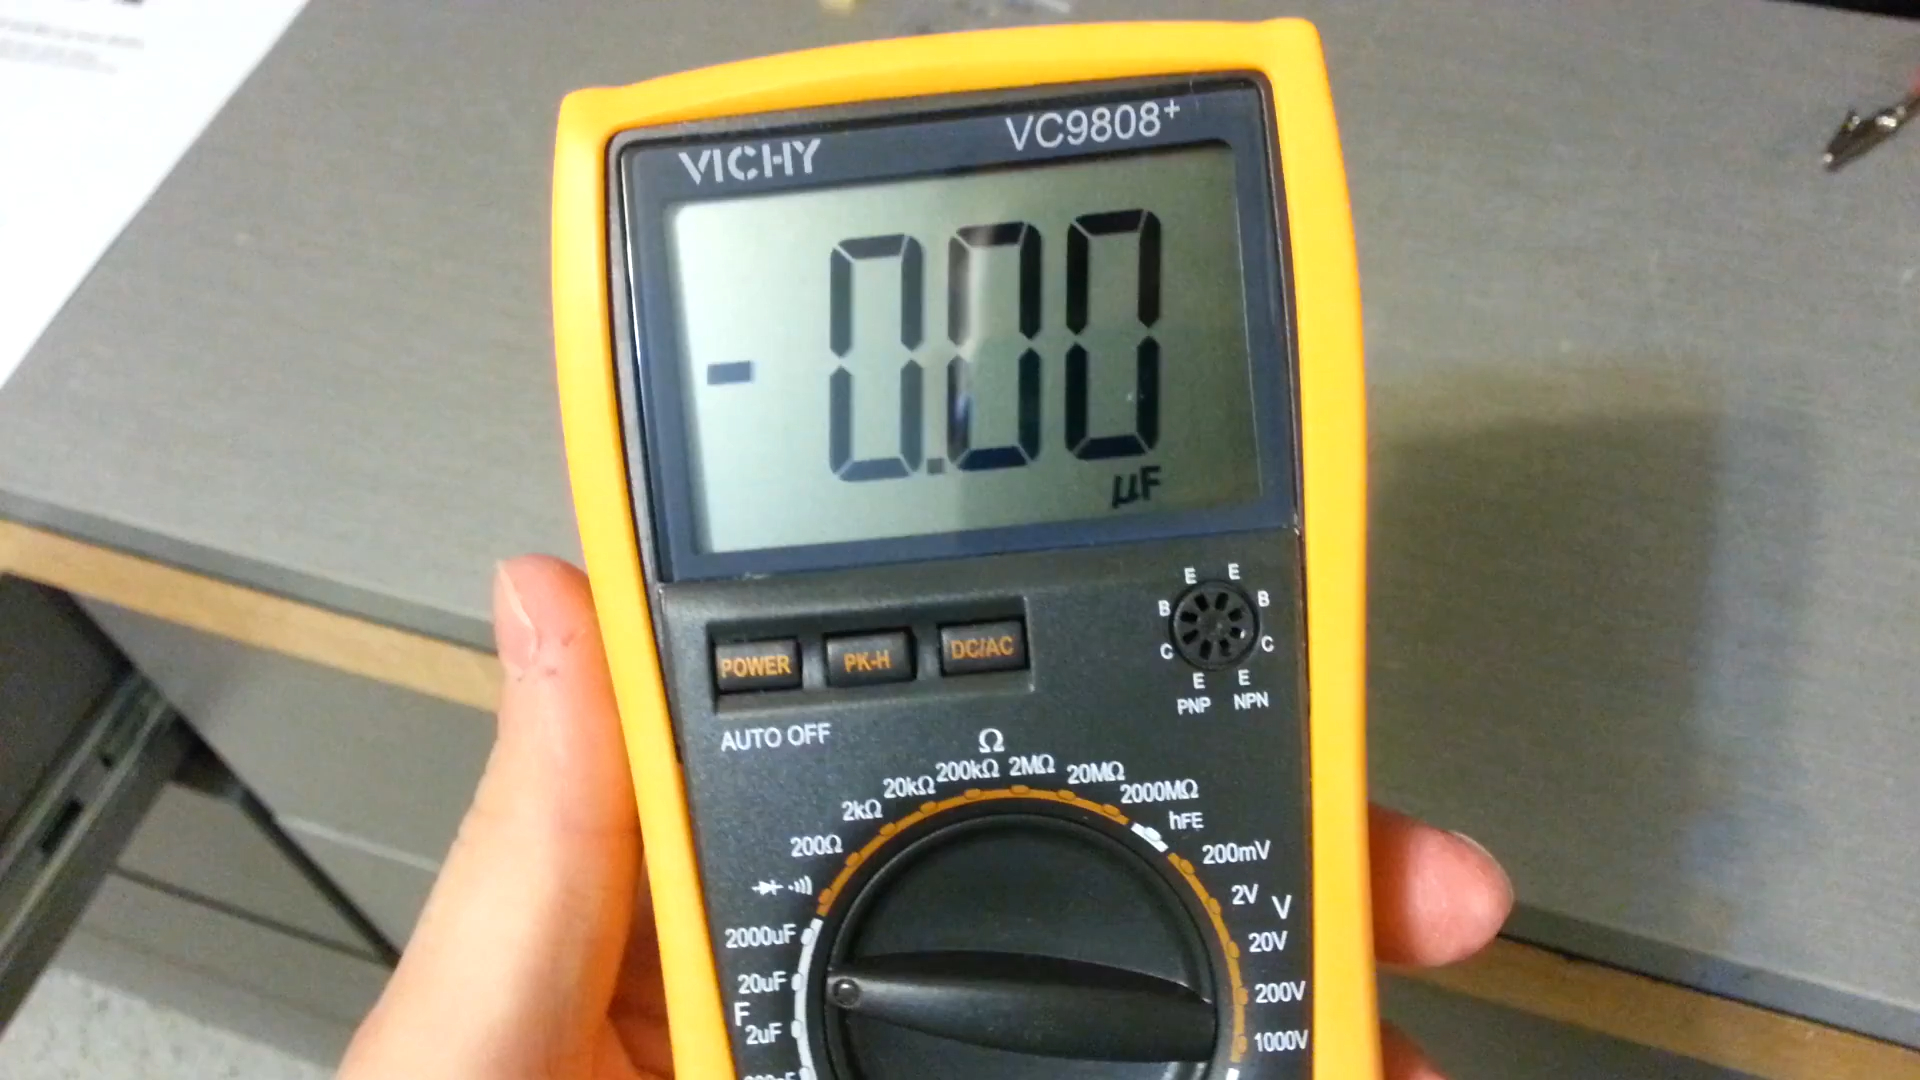 VICHY
VC9808+
-0.00
µF
POWER
PK-H
DC/AC
AUTO OFF
E E
B B
C C
E E
PNP NPN
Ω
200Ω
2kΩ
20kΩ
200kΩ
2MΩ
20MΩ
2000MΩ
hFE
200mV
2V
V
20V
200V
1000V
2000uF
20uF
F
2uF